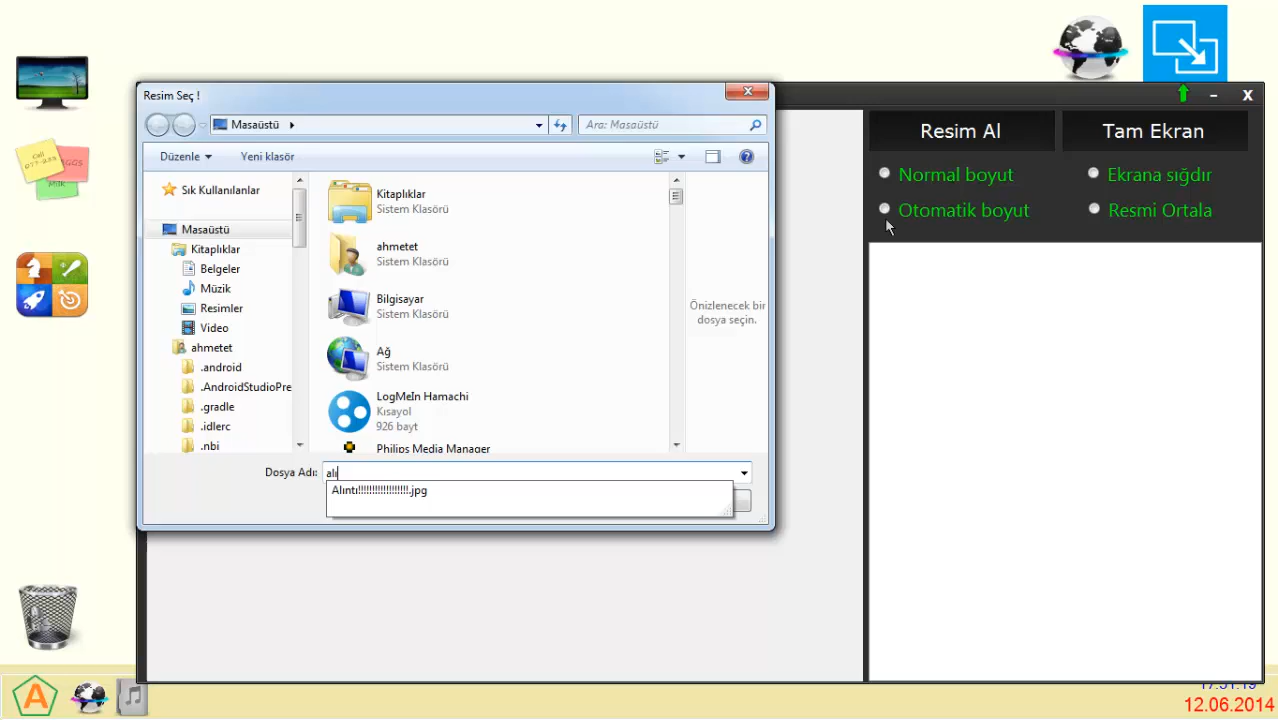 Resim Seç !
Masaüstü
Ara: Masaüstü
Düzenle
Yeni klasör
Sık Kullanılanlar
Masaüstü
Kitaplıklar
Belgeler
Müzik
Resimler
Video
ahmetet
.android
.AndroidStudioPre
.gradle
.idlerc
.nbi
Kitaplıklar
Sistem Klasörü
ahmetet
Sistem Klasörü
Bilgisayar
Sistem Klasörü
Ağ
Sistem Klasörü
LogMeIn Hamachi
Kısayol
926 bayt
Philips Media Manager
Önizlenecek bir
dosya seçin.
Dosya Adı: alı
Alıntı!!!!!!!!!!!!!!!!!!.jpg
Resim Al
Tam Ekran
Normal boyut
Ekrana sığdır
Otomatik boyut
Resmi Ortala
A
17:51:19
12.06.2014